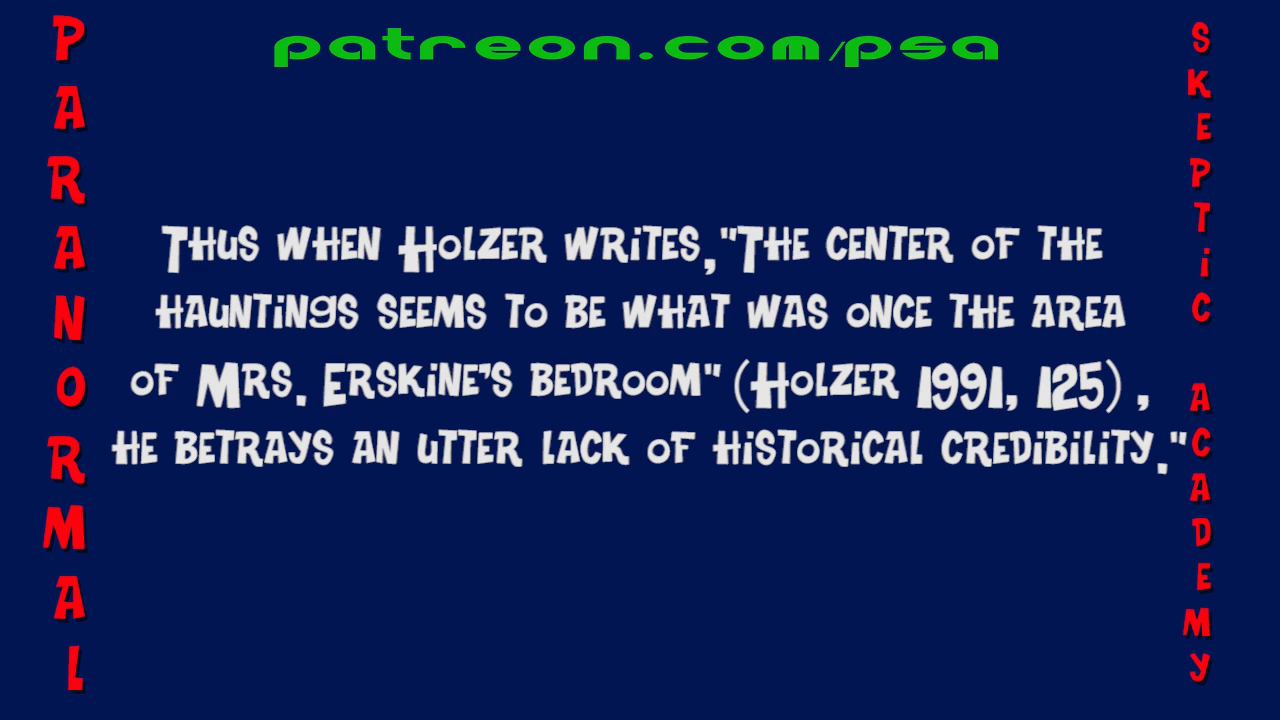 patreon.com/psa
PARANORMAL
Thus when Holzer writes,"The center of the
hauntings seems to be what was once the area
of Mrs. Erskine's bedroom" (Holzer 1991, 125) ,
he betrays an utter lack of historical credibility."
SKEPTIC ACADEMY